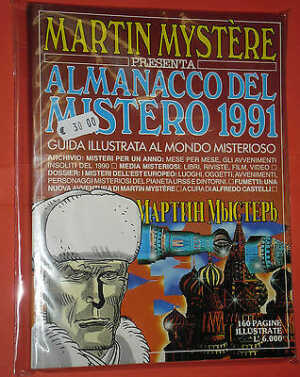 MARTIN MYSTÈRE
PRESENTA
ALMANACCO DEL
MISTERO 1991
€ 30,00
GUIDA ILLUSTRATA AL MONDO MISTERIOSO
ARCHIVIO: MISTERI PER UN ANNO: MESE PER MESE, GLI AVVENIMENTI
INSOLITI DEL 1990 ▪ MEDIA MISTERIOSI: LIBRI, RIVISTE, FILM, VIDEO
DOSSIER: I MISTERI DELL'EST EUROPEO: LUOGHI, OGGETTI, AVVENIMENTI,
PERSONAGGI MISTERIOSI DEL PIANETA URSS E DINTORNI. FUMETTI: UNA
NUOVA AVVENTURA DI MARTIN MYSTÈRE A CURA DI ALFREDO CASTELLI
МАРТИН МЫСТЕРЬ
160 PAGINE
ILLUSTRATE
L. 6.000